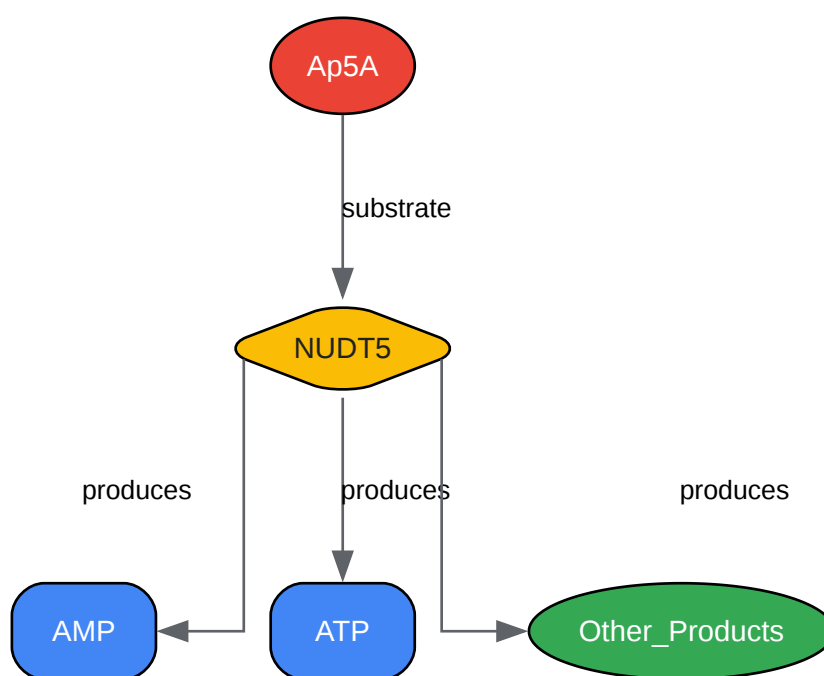 Ap5A
substrate
NUDT5
produces
produces
produces
AMP
ATP
Other_Products